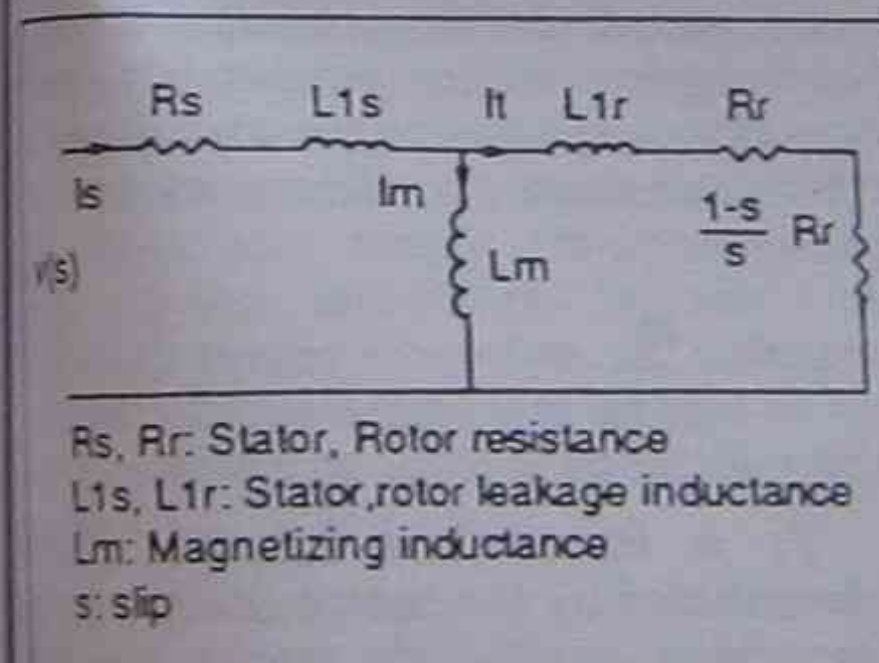 Rs L1s It L1r Rr
Is Im 1-s
s Rr
v(s) Lm
Rs, Rr: Stator, Rotor resistance
L1s, L1r: Stator,rotor leakage inductance
Lm: Magnetizing inductance
s: slip